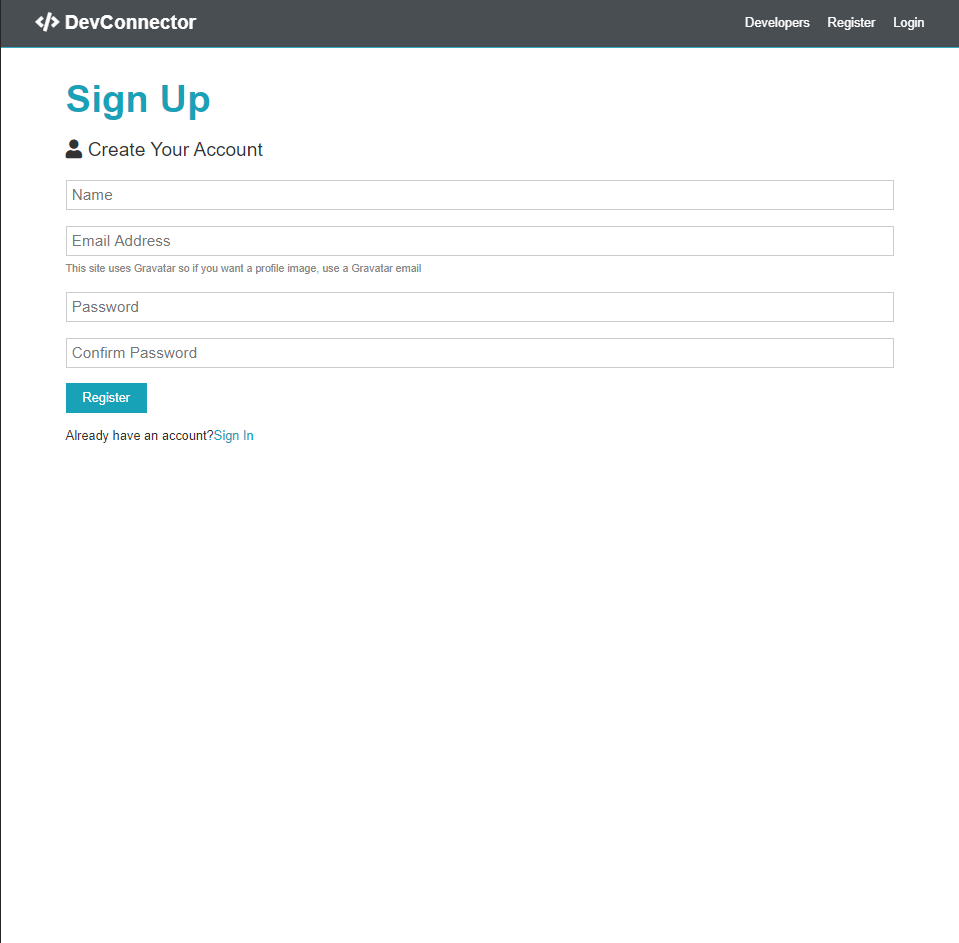 DevConnector
Developers Register Login
Sign Up
Create Your Account
Name
Email Address
This site uses Gravatar so if you want a profile image, use a Gravatar email
Password
Confirm Password
Register
Already have an account?Sign In